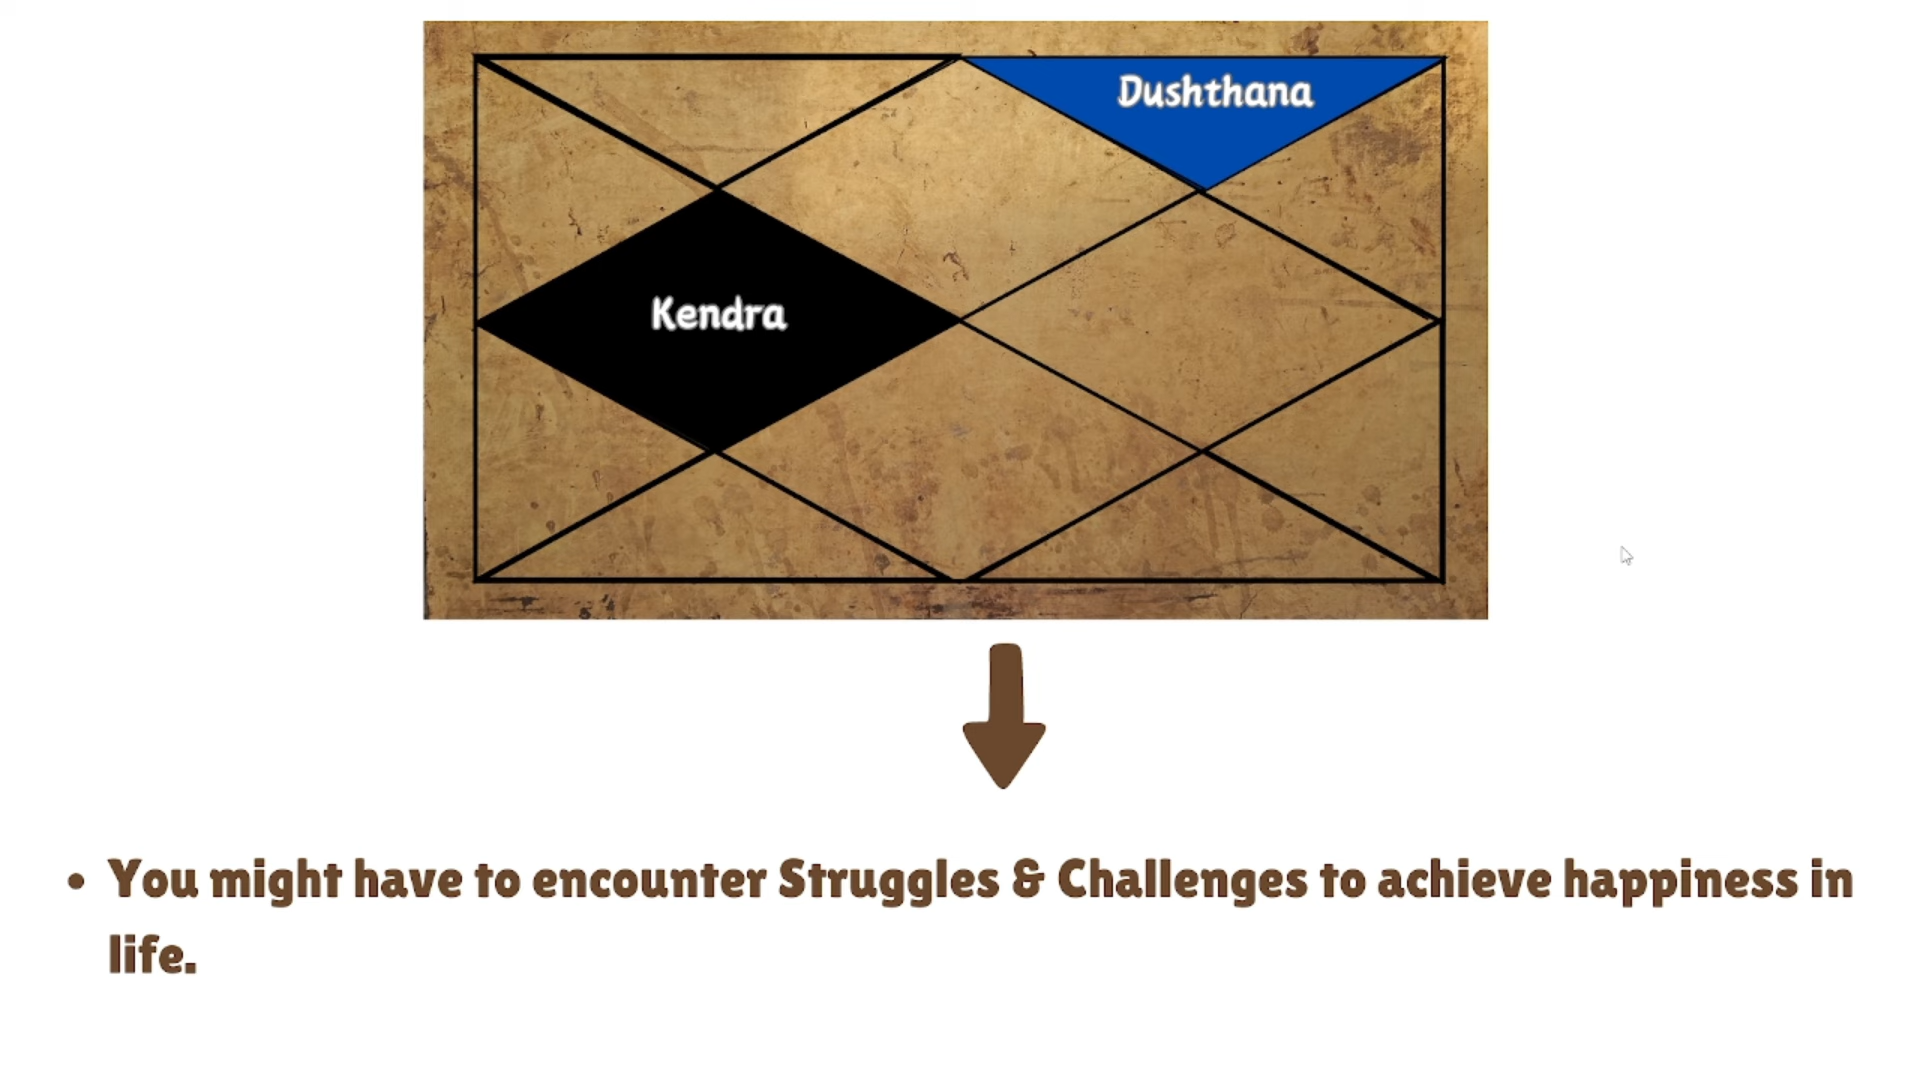 Dushthana
Kendra
• You might have to encounter Struggles & Challenges to achieve happiness in
life.